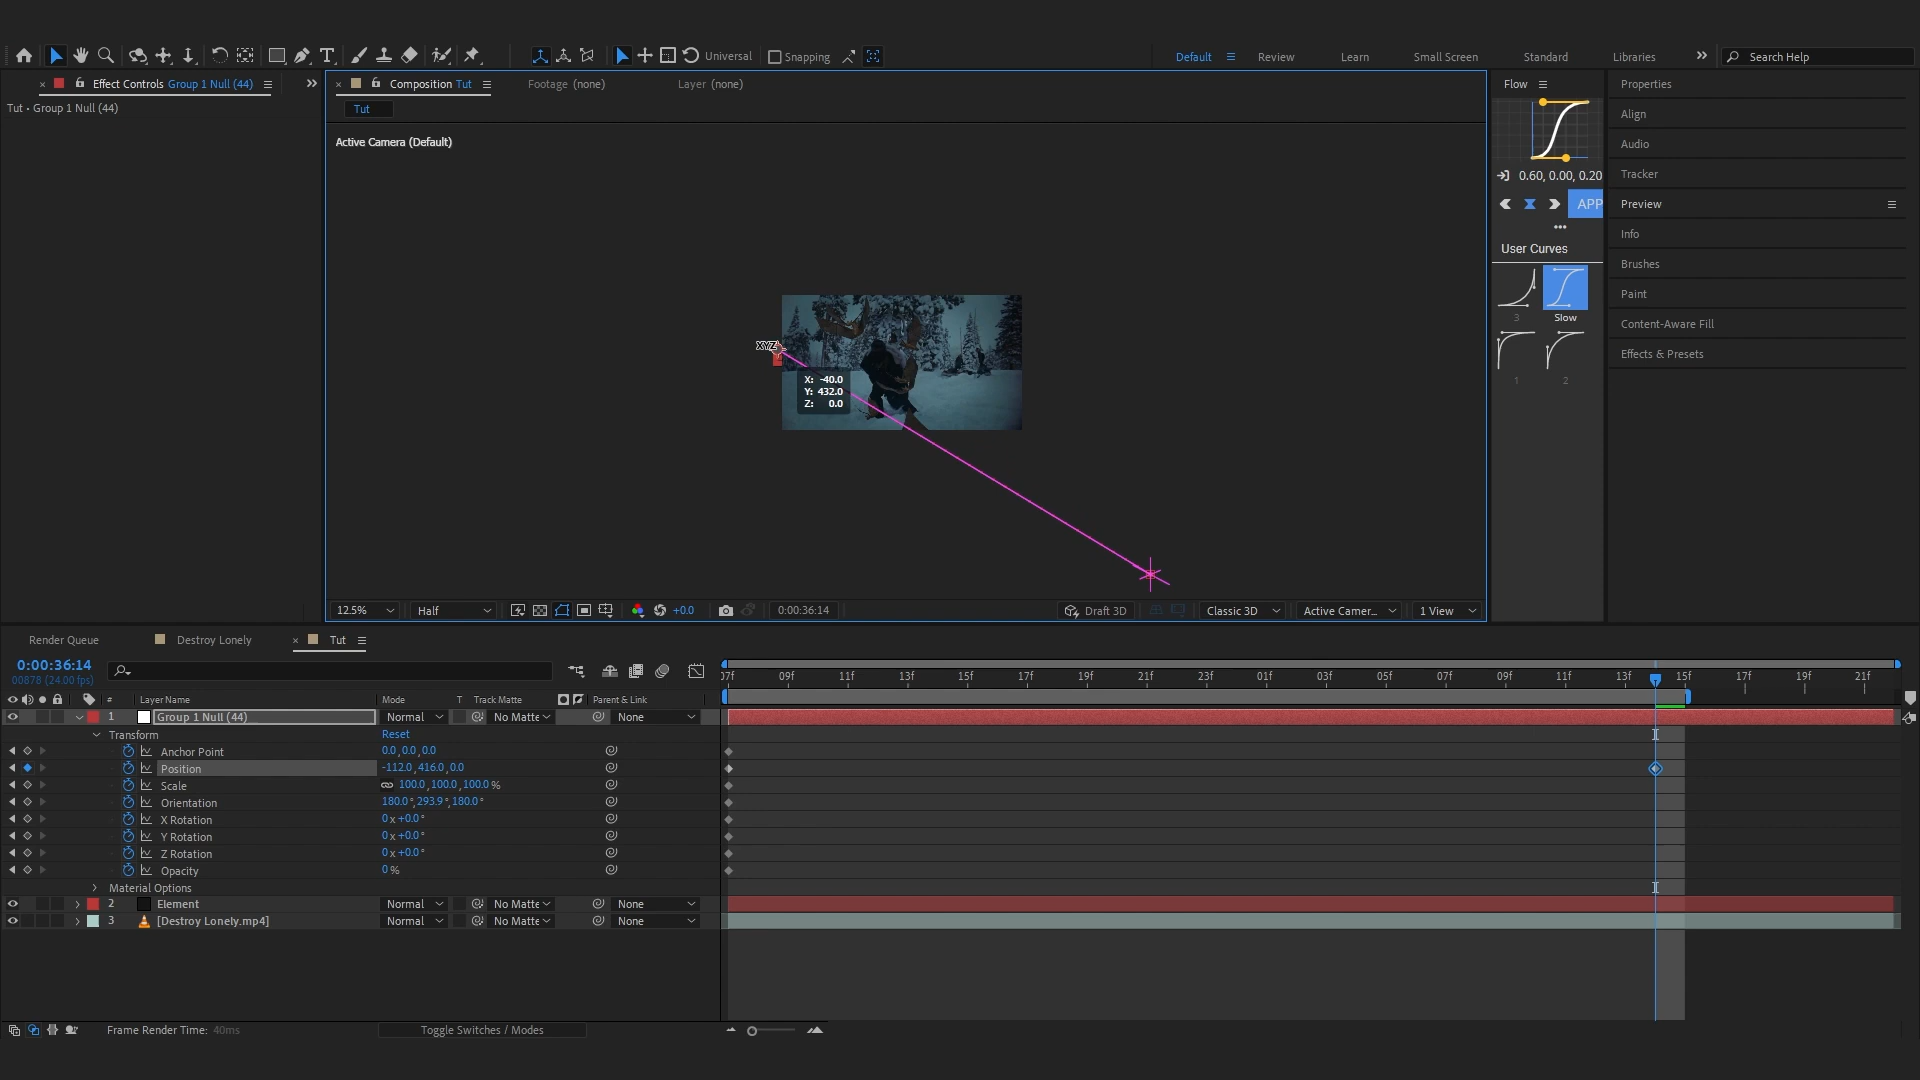 Universal
Snapping
Default
Review
Learn
Small Screen
Standard
Libraries
Search Help
Effect Controls Group 1 Null (44)
Composition Tut
Footage (none)
Layer (none)
Flow
Properties
Tut • Group 1 Null (44)
Tut
Align
Active Camera (Default)
Audio
0.60, 0.00, 0.20
Tracker
APP
Preview
Info
User Curves
Brushes
Paint
3
Slow
Content-Aware Fill
Effects & Presets
1
2
XYZ
X: -40.0
Y: 432.0
Z: 0.0
12.5%
Half
+0.0
0:00:36:14
Draft 3D
Classic 3D
Active Camer...
1 View
Render Queue
Destroy Lonely
Tut
0:00:36:14
00878 (24.00 fps)
07f
09f
11f
13f
15f
17f
19f
21f
23f
01f
03f
05f
07f
09f
11f
13f
15f
17f
19f
21f
#
Layer Name
Mode
T
Track Matte
Parent & Link
1
Group 1 Null (44)
Normal
No Matte
None
Transform
Reset
Anchor Point
0.0,0.0,0.0
Position
-112.0,416.0,0.0
Scale
100.0,100.0,100.0%
Orientation
180.0°,293.9°,180.0°
X Rotation
0x+0.0°
Y Rotation
0x+0.0°
Z Rotation
0x+0.0°
Opacity
0%
Material Options
2
Element
Normal
No Matte
None
3
[Destroy Lonely.mp4]
Normal
No Matte
None
Frame Render Time: 40ms
Toggle Switches / Modes